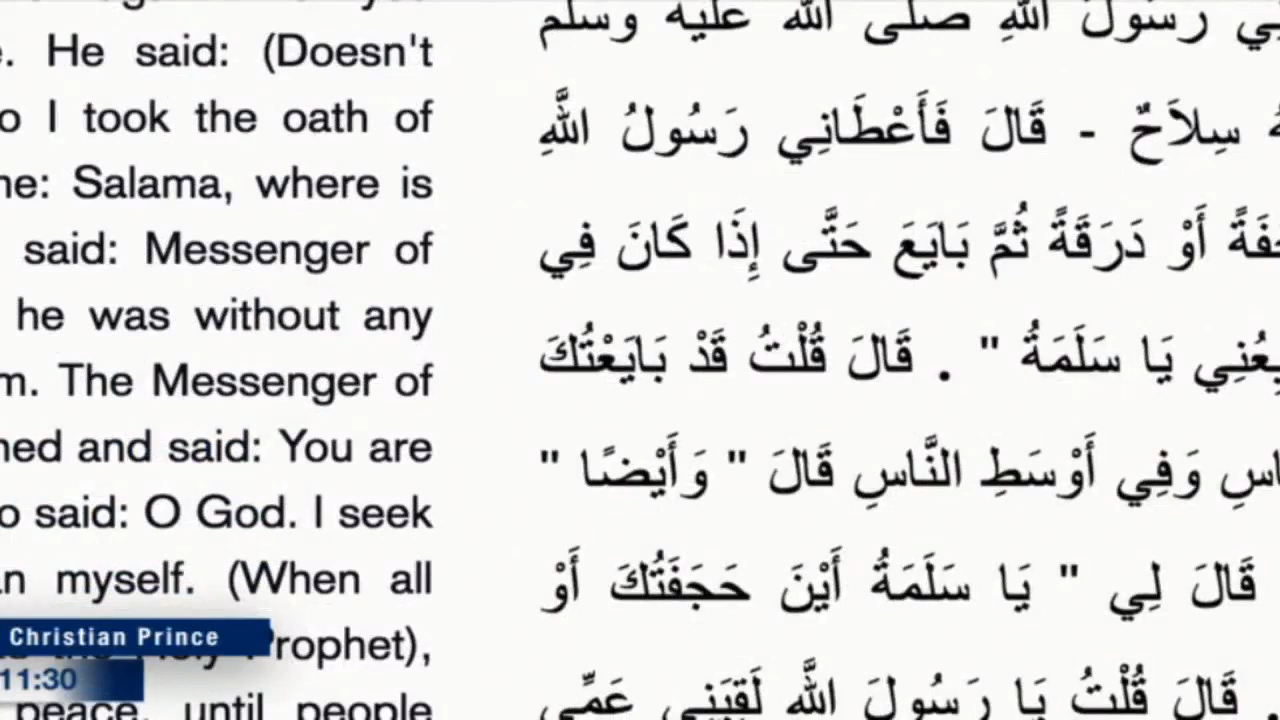 . He said: (Doesn't
I took the oath of
Salama, where is
said: Messenger of
he was without any
The Messenger of
and said: You are
said: O God. I seek
myself. (When all
Prophet),
peace, until people
رَسُولُ اللَّهِ صلى الله عليه وسلم
سِلاَحٌ - قَالَ فَأَعْطَانِي رَسُولُ اللَّهِ
أَوْ دَرَقَةً ثُمَّ بَايَعَ حَتَّى إِذَا كَانَ فِي
يَا سَلَمَةُ " . قَالَ قُلْتُ قَدْ بَايَعْتُكَ
وَفِي أَوْسَطِ النَّاسِ قَالَ " وَأَيْضًا "
قَالَ لِي " يَا سَلَمَةُ أَيْنَ حَجَفَتُكَ أَوْ
. قَالَ قُلْتُ يَا رَسُولَ اللَّهِ لَقِيَنِي عَمِّي
Christian Prince
11:30